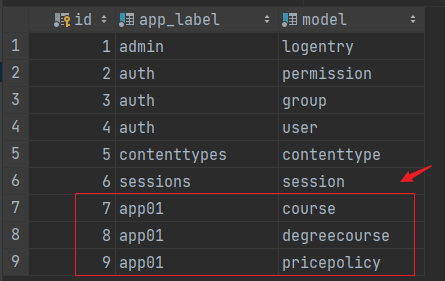 id app_label model
1 1 admin logentry
2 2 auth permission
3 3 auth group
4 4 auth user
5 5 contenttypes contenttype
6 6 sessions session
7 7 app01 course
8 8 app01 degreecourse
9 9 app01 pricepolicy